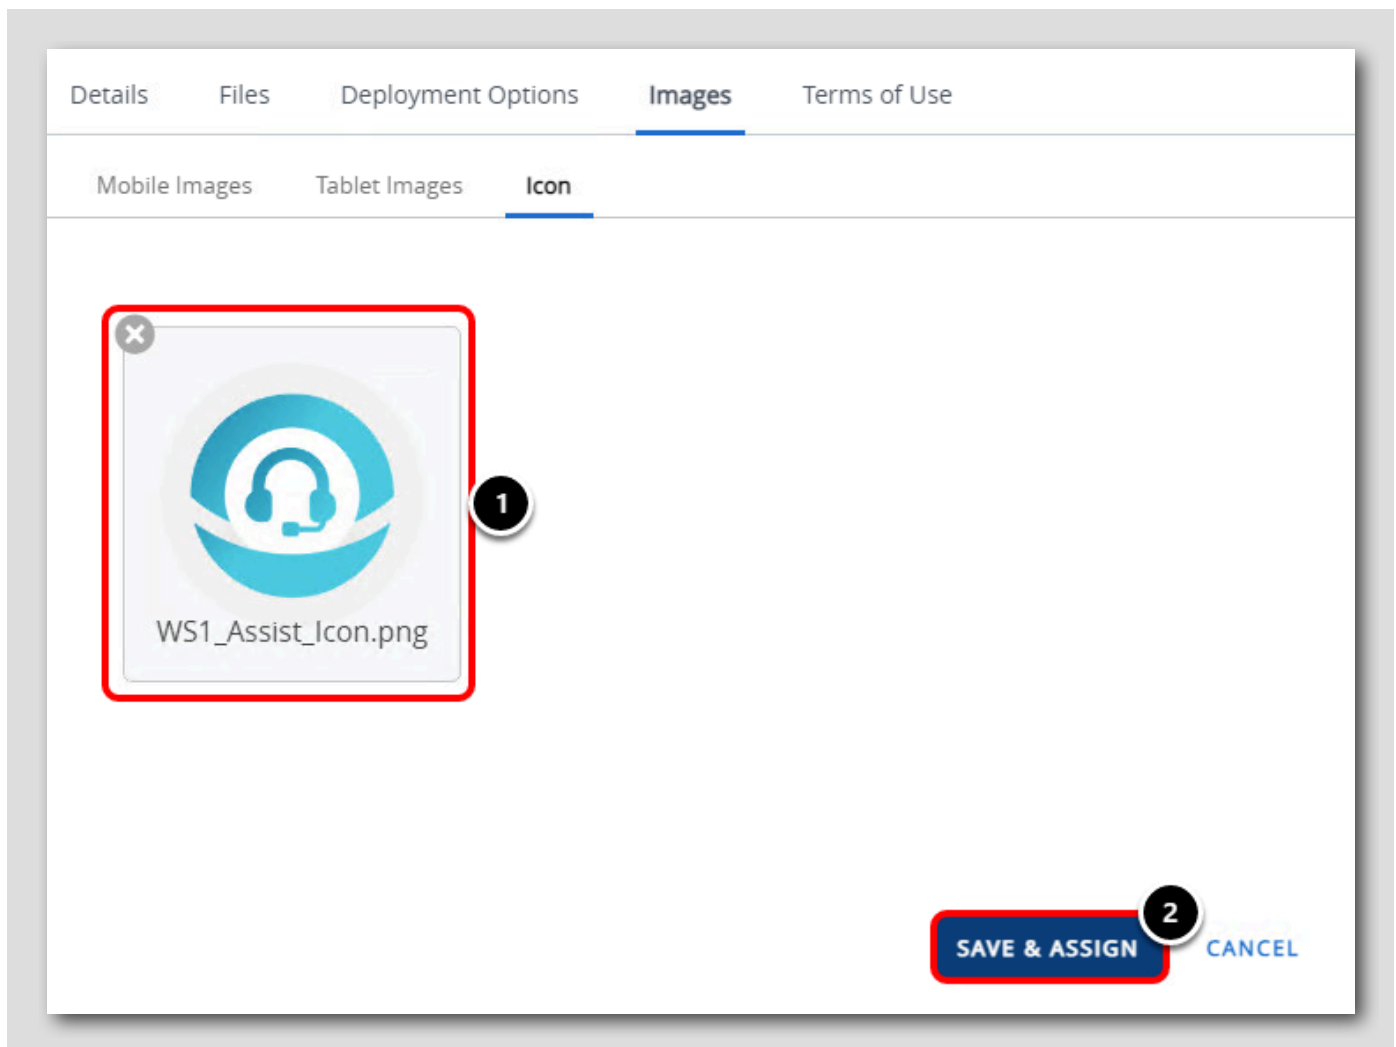 Details Files Deployment Options Images Terms of Use
Mobile Images Tablet Images Icon
1
WS1_Assist_Icon.png
2
SAVE & ASSIGN CANCEL